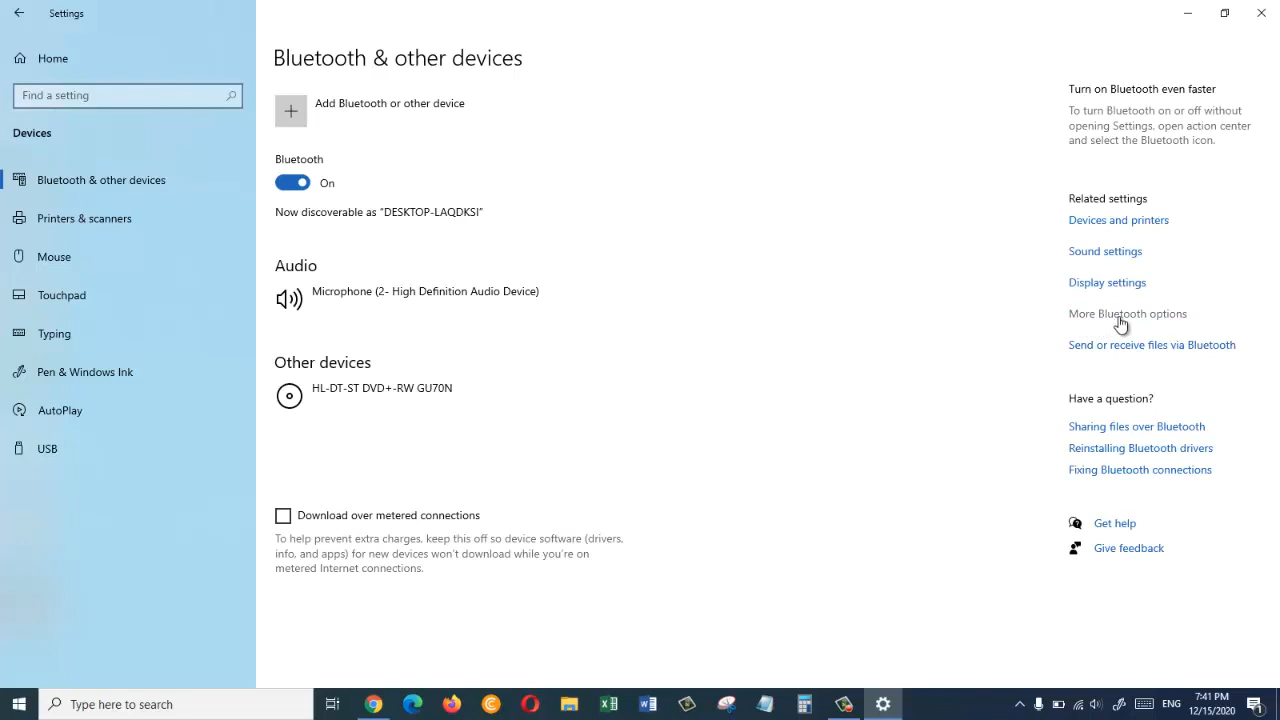 Settings
Home
Find a setting
Devices
Bluetooth & other devices
Printers & scanners
Mouse
Touchpad
Typing
Pen & Windows Ink
AutoPlay
USB
Bluetooth & other devices
Add Bluetooth or other device
Bluetooth
On
Now discoverable as "DESKTOP-LAQDKSI"
Audio
Microphone (2- High Definition Audio Device)
Other devices
HL-DT-ST DVD+-RW GU70N
Download over metered connections
To help prevent extra charges, keep this off so device software (drivers,
info, and apps) for new devices won't download while you're on
metered Internet connections.
Turn on Bluetooth even faster
To turn Bluetooth on or off without
opening Settings, open action center
and select the Bluetooth icon.
Related settings
Devices and printers
Sound settings
Display settings
More Bluetooth options
Send or receive files via Bluetooth
Have a question?
Sharing files over Bluetooth
Reinstalling Bluetooth drivers
Fixing Bluetooth connections
Get help
Give feedback
Type here to search
ENG
7:41 PM
12/15/2020
1